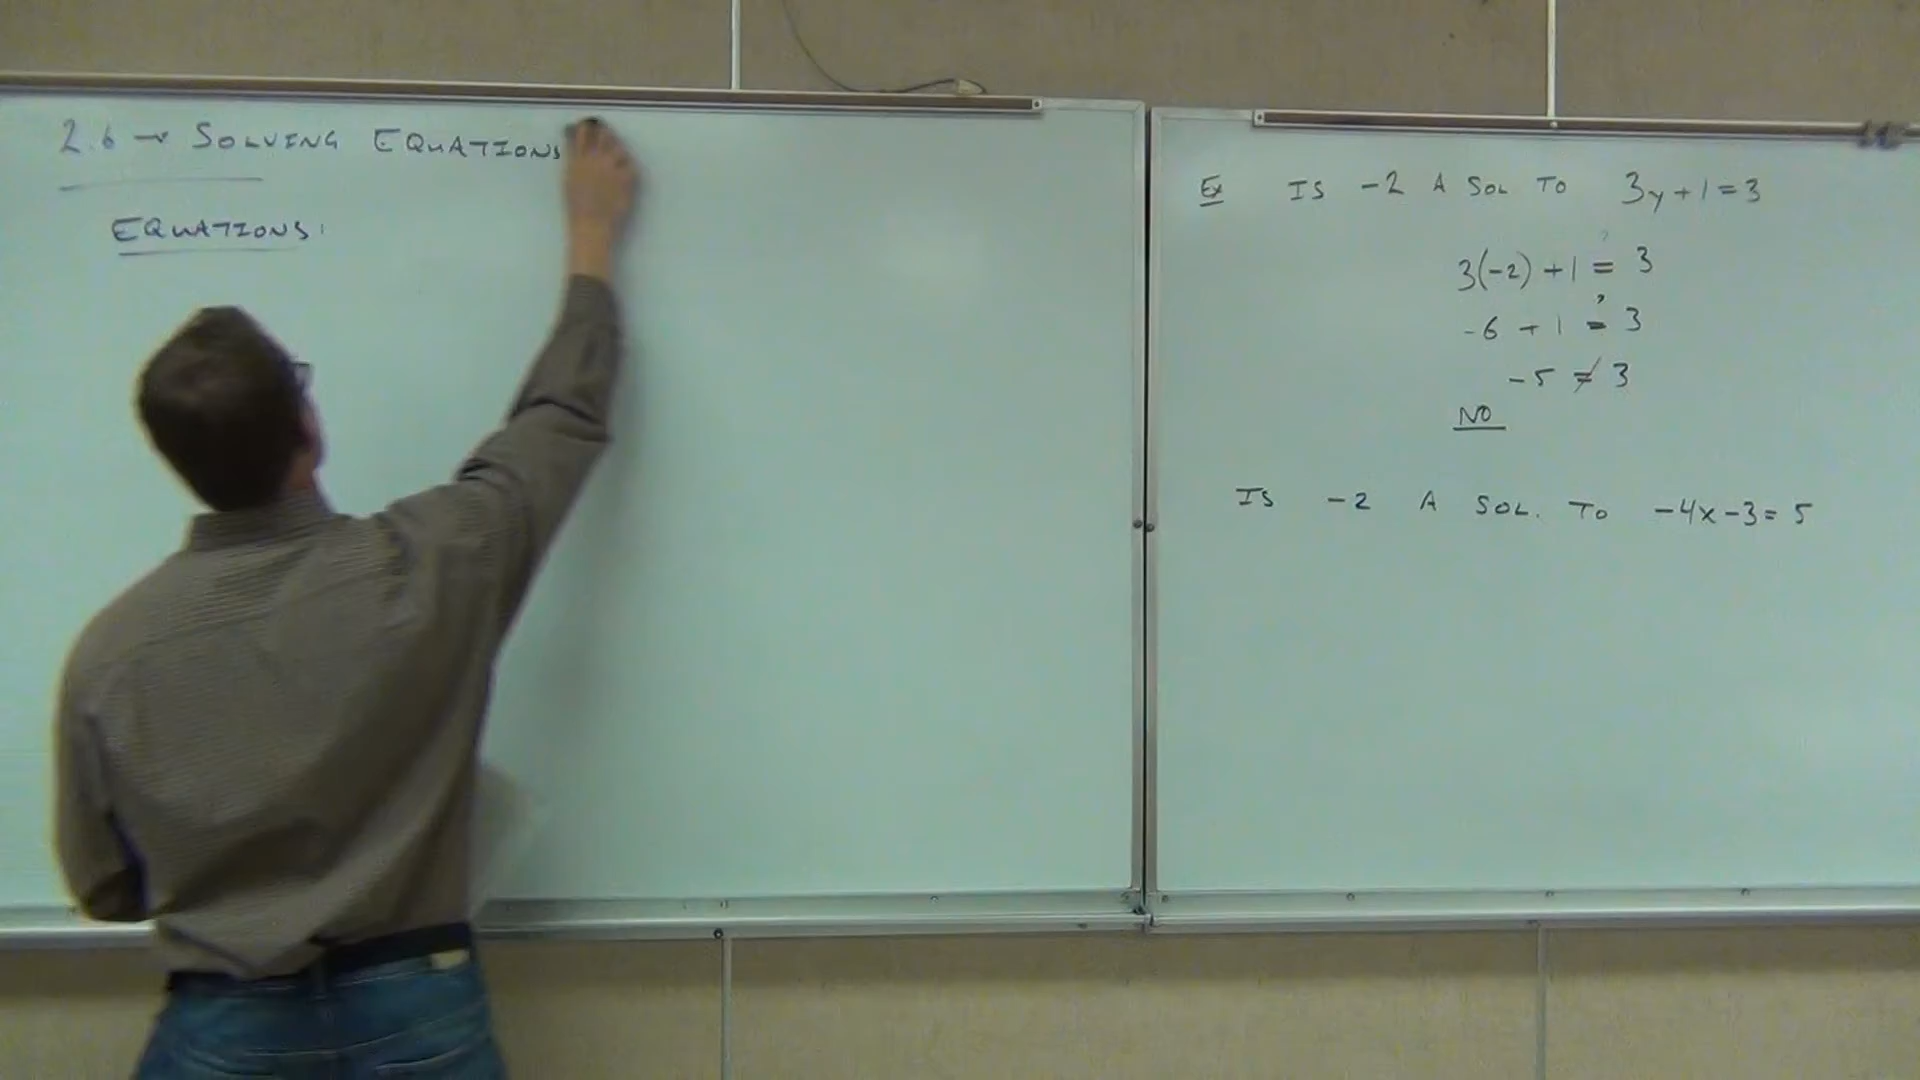 2.6 → SOLVING EQUATIONS
EQUATIONS:
Ex IS -2 A SOL TO 3y+1=3
3(-2)+1 ?= 3
-6 + 1 ?= 3
-5 ≠ 3
NO
IS -2 A SOL. TO -4x-3=5